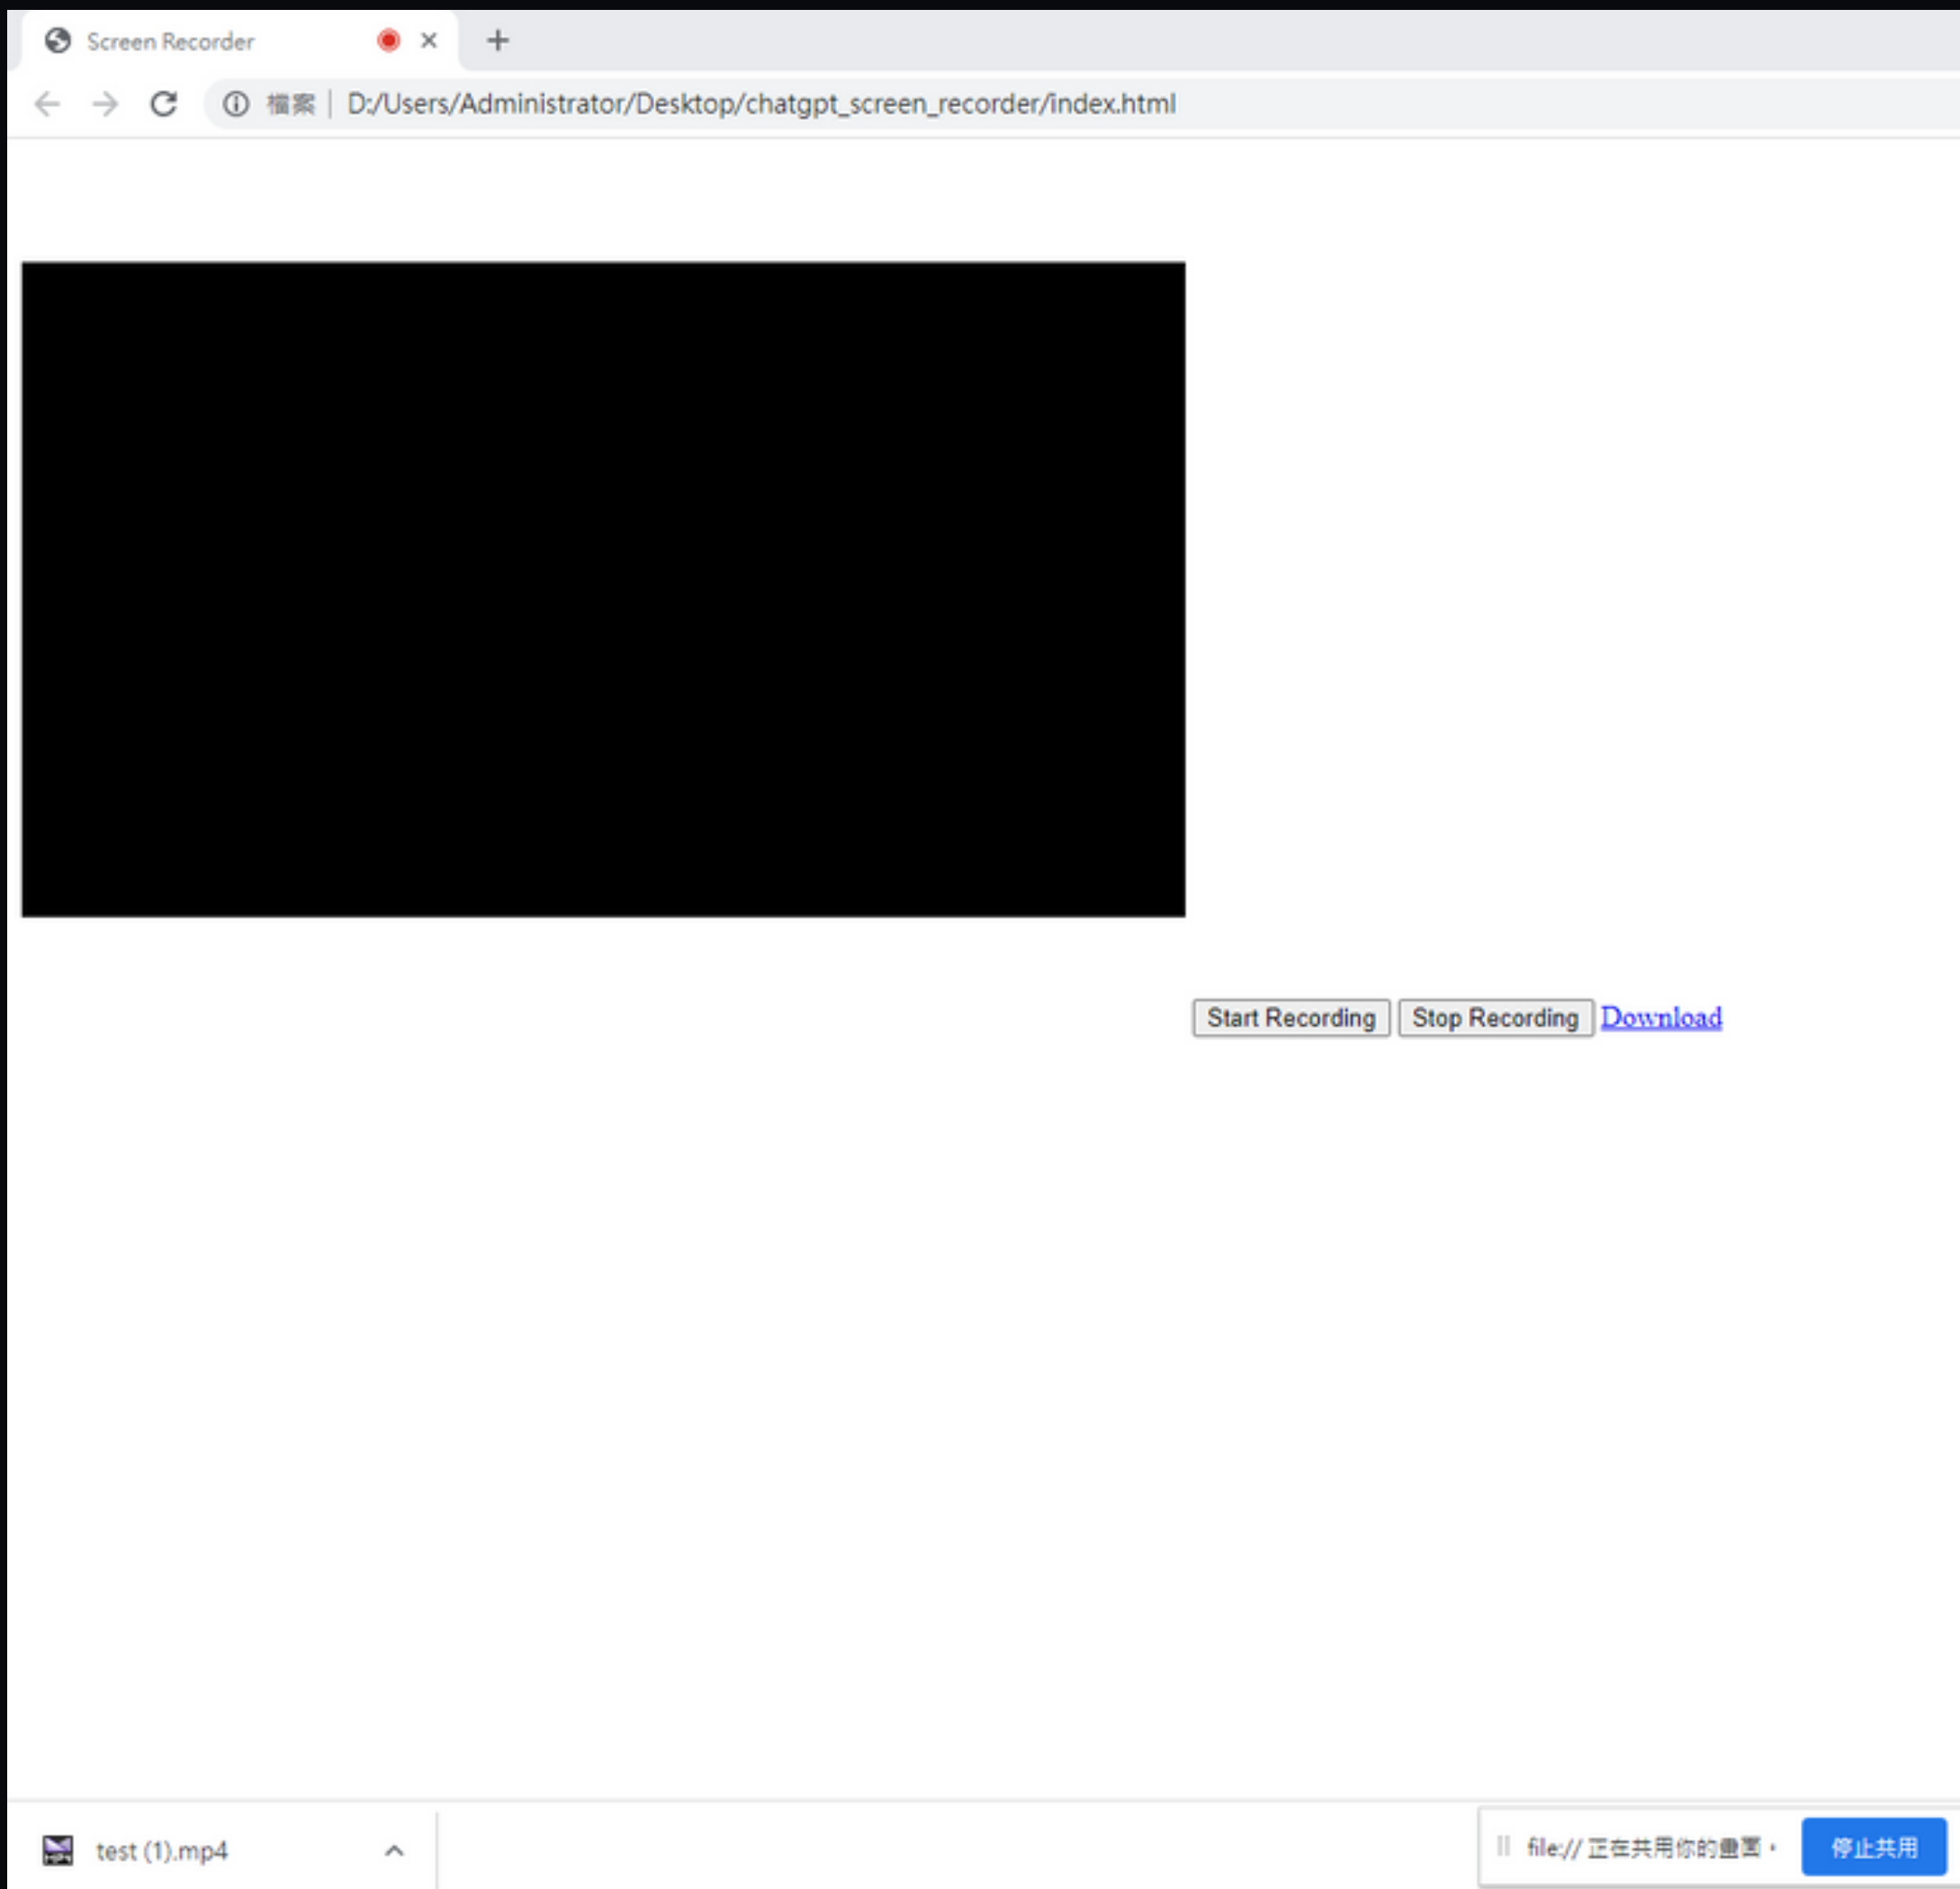 Screen Recorder
檔案 | D:/Users/Administrator/Desktop/chatgpt_screen_recorder/index.html
Start Recording Stop Recording Download
test (1).mp4
file:// 正在共用你的畫面。 停止共用